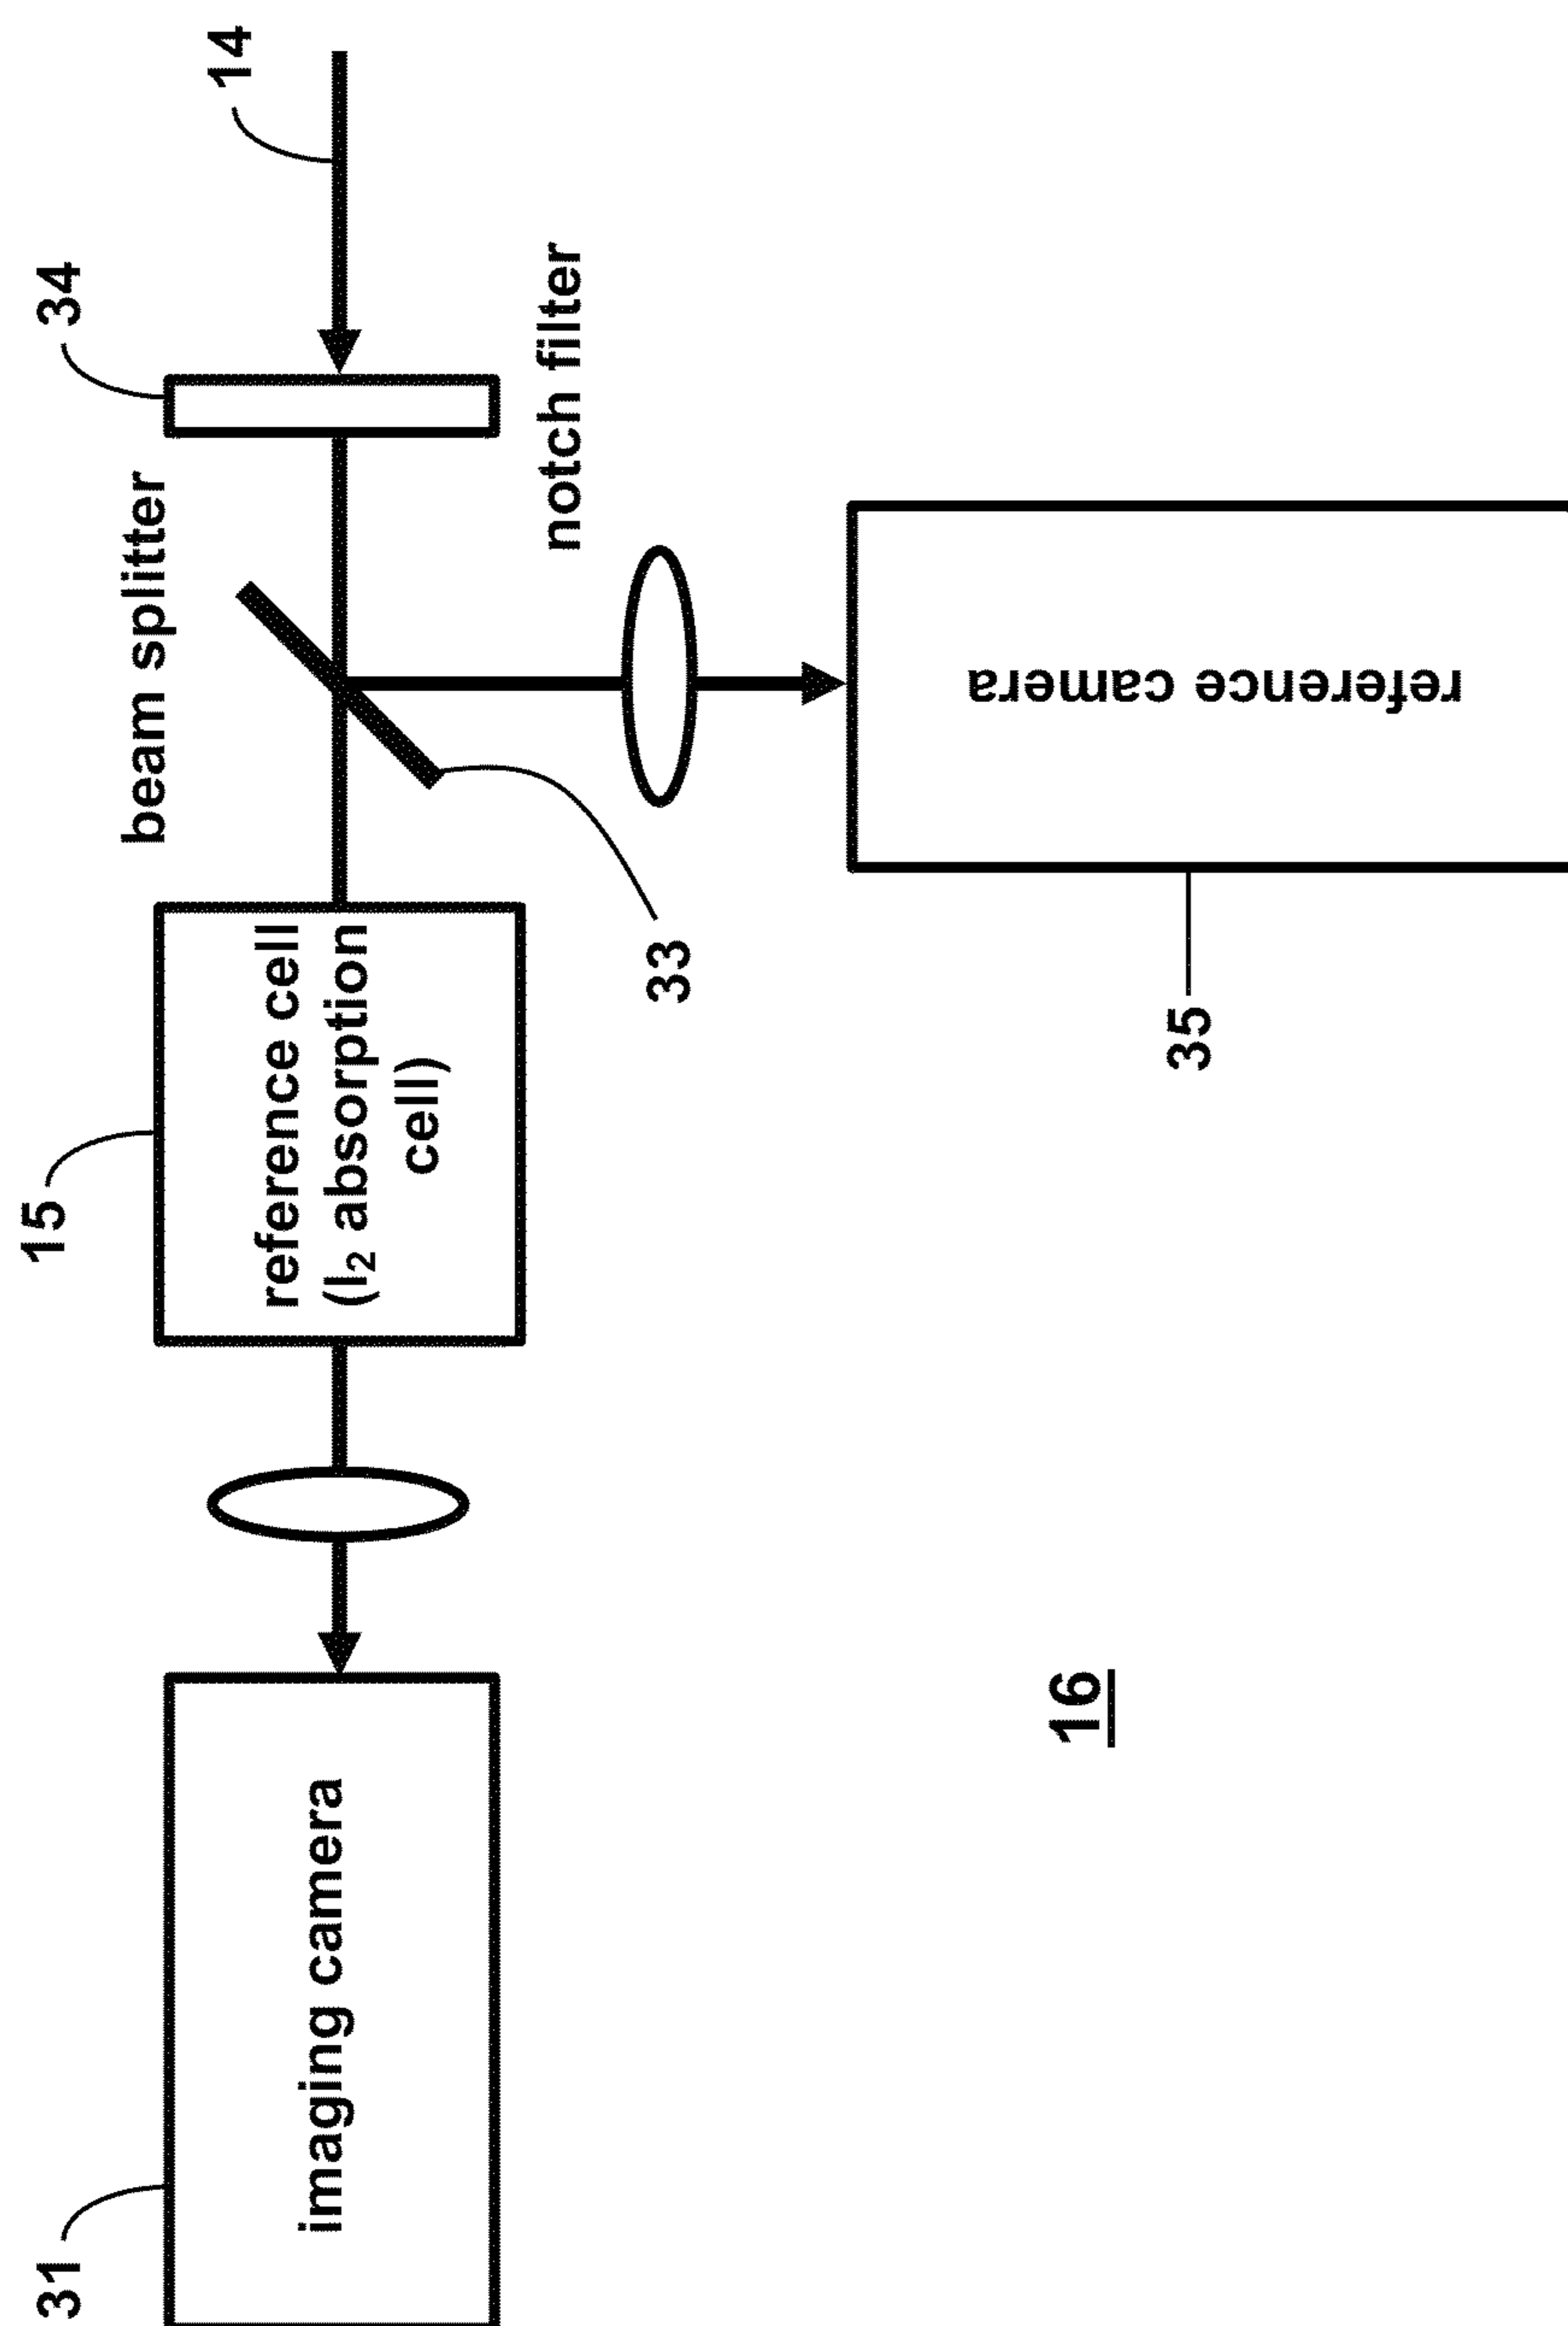 14
34
notch filter
beam splitter
33
reference camera
35
15
reference cell
(I₂ absorption
cell)
16
imaging camera
31